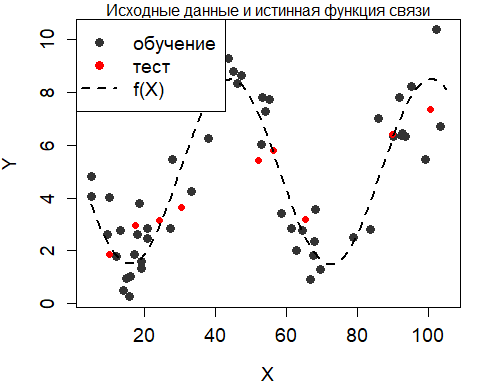 Исходные данные и истинная функция связи
обучение
тест
f(X)
10
8
6
4
2
0
Y
20 40 60 80 100
X